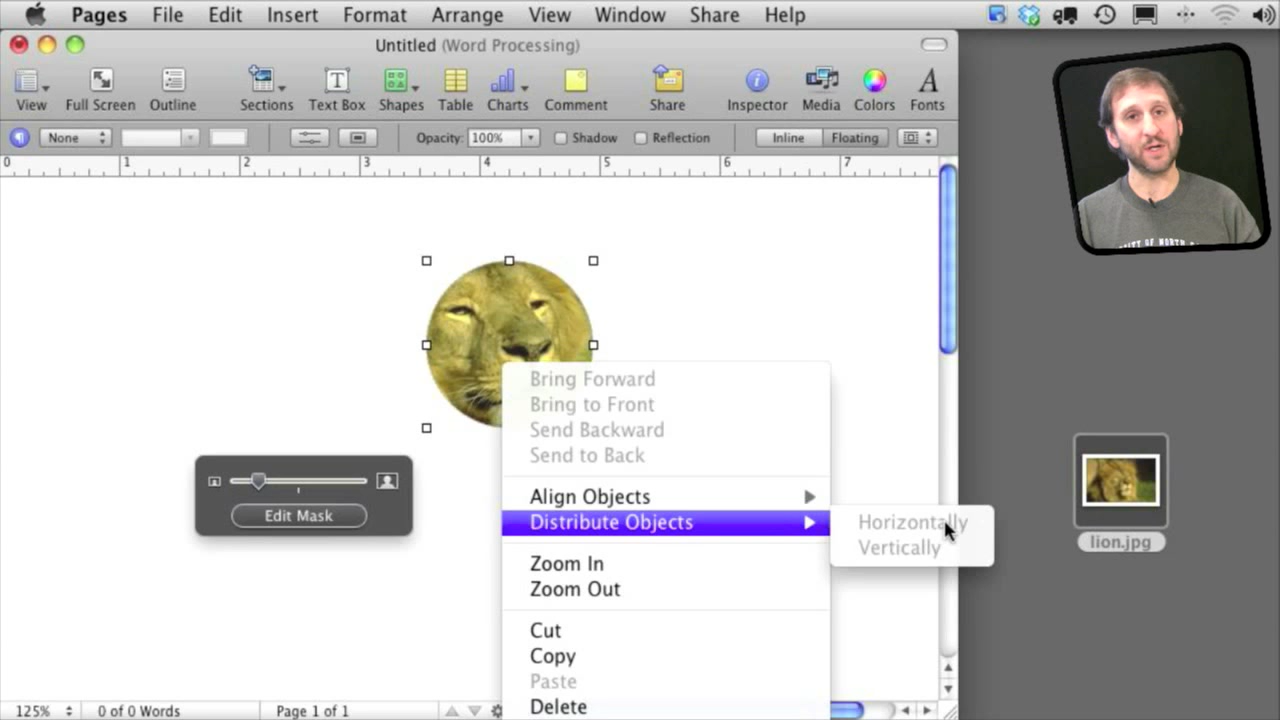 Pages File Edit Insert Format Arrange View Window Share Help
Untitled (Word Processing)
View Full Screen Outline Sections Text Box Shapes Table Charts Comment Share Inspector Media Colors Fonts
None Opacity: 100% Shadow Reflection Inline Floating
0 1 2 3 4 5 6 7
Bring Forward
Bring to Front
Send Backward
Send to Back
Align Objects
Distribute Objects
Horizontally
Vertically
Edit Mask
lion.jpg
Zoom In
Zoom Out
Cut
Copy
Paste
Delete
125% 0 of 0 Words Page 1 of 1